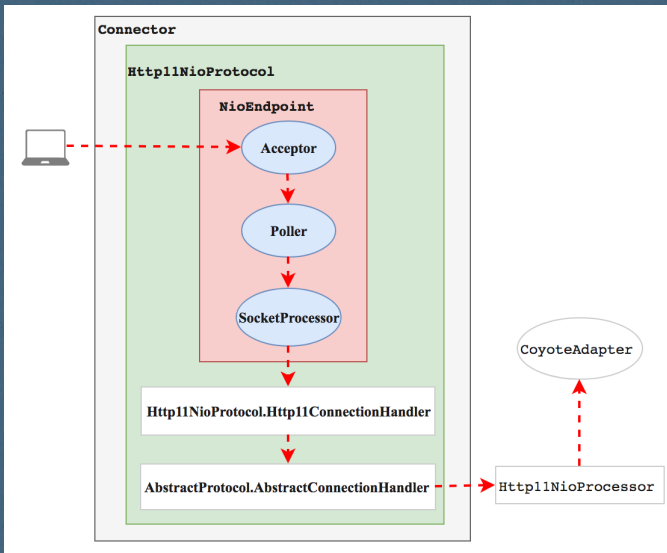 Connector
Http11NioProtocol
NioEndpoint
Acceptor
Poller
SocketProcessor
CoyoteAdapter
Http11NioProtocol.Http11ConnectionHandler
AbstractProtocol.AbstractConnectionHandler
Http11NioProcessor